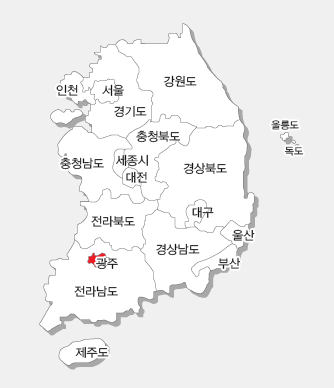 강원도
인천
서울
경기도
울릉도
독도
충청북도
충청남도
세종시
대전
경상북도
대구
전라북도
울산
경상남도
부산
광주
전라남도
제주도